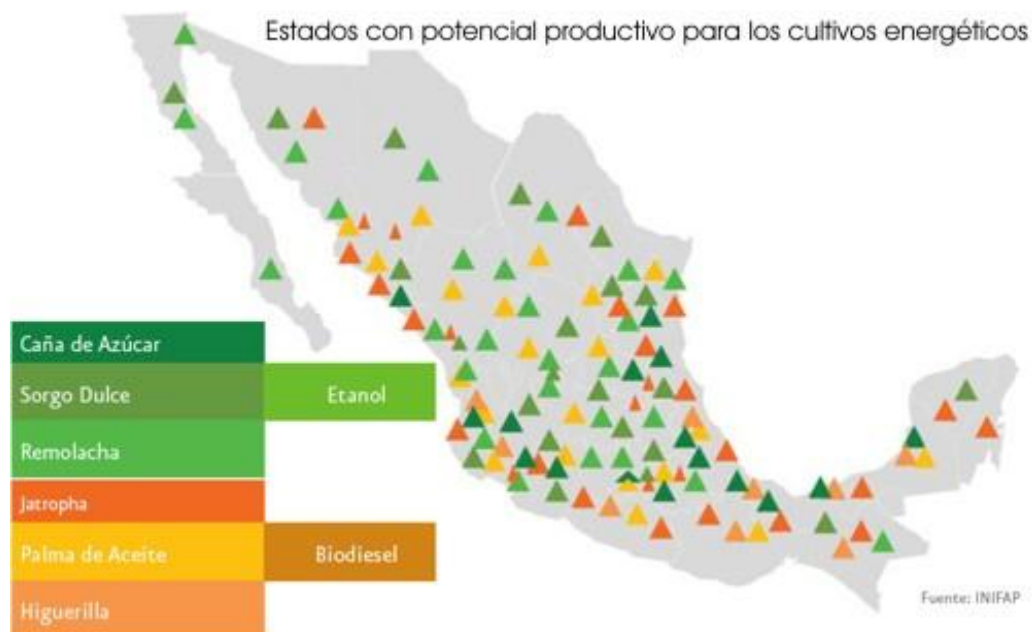 Estados con potencial productivo para los cultivos energéticos
Caña de Azúcar
Sorgo Dulce
Etanol
Remolacha
Jatropha
Palma de Aceite
Biodiesel
Higuerilla
Fuente: INIFAP